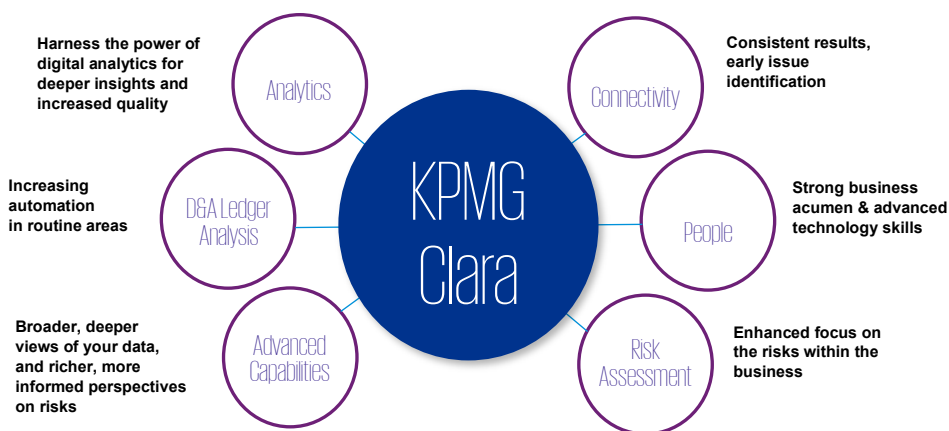 Harness the power of
digital analytics for
deeper insights and
increased quality
Analytics
Connectivity
Consistent results,
early issue
identification
KPMG
Clara
Increasing
automation
in routine areas
D&A Ledger
Analysis
People
Strong business
acumen & advanced
technology skills
Broader, deeper
views of your data,
and richer, more
informed perspectives
on risks
Advanced
Capabilities
Risk
Assessment
Enhanced focus on
the risks within the
business